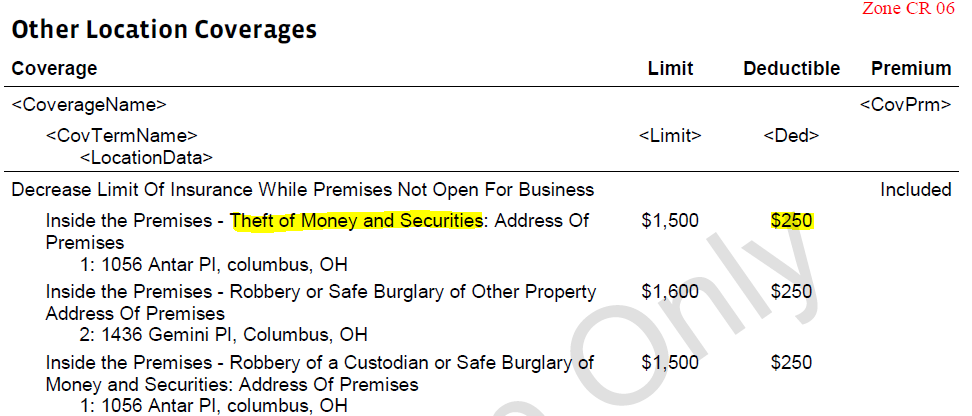 Zone CR 06
Other Location Coverages
Coverage Limit Deductible Premium
<CoverageName> <CovPrm>
<CovTermName> <Limit> <Ded>
<LocationData>
Decrease Limit Of Insurance While Premises Not Open For Business Included
Inside the Premises - Theft of Money and Securities: Address Of $1,500 $250
Premises
1: 1056 Antar Pl, columbus, OH
Inside the Premises - Robbery or Safe Burglary of Other Property $1,600 $250
Address Of Premises
2: 1436 Gemini Pl, Columbus, OH
Inside the Premises - Robbery of a Custodian or Safe Burglary of $1,500 $250
Money and Securities: Address Of Premises
1: 1056 Antar Pl, columbus, OH
Only